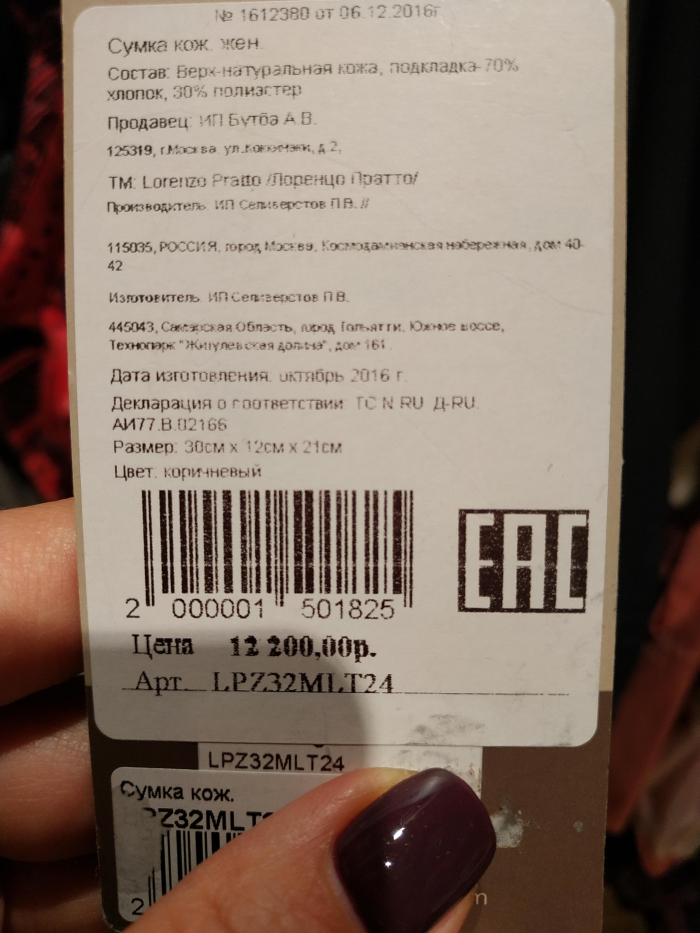 № 1612380 от 06.12.2016г
Сумка кож. жен.
Состав: Верх-натуральная кожа, подкладка-70%
хлопок, 30% полиэстер
Продавец: ИП Бутба А.В.
125319, г.Москва, ул.Коккинаки, д.2,
ТМ: Lorenzo Pratto /Лоренцо Пратто/
Производитель: ИП Селиверстов П.В. //
115035, РОССИЯ, город Москва, Космодамианская набережная, дом 40-
42
Изготовитель: ИП Селиверстов П.В.
445043, Самарская Область, город Тольятти, Южное шоссе,
Технопарк "Жигулевская долина", дом 161
Дата изготовления: октябрь 2016 г.
Декларация о соответствии: ТС N RU Д-RU.
АИ77.В.02166
Размер: 30см х 12см х 21см
Цвет: коричневый
EAC
2 000001 501825
Цена 12 200,00р.
Арт. LPZ32MLT24
LPZ32MLT24
Сумка кож.
PZ32MLT
2